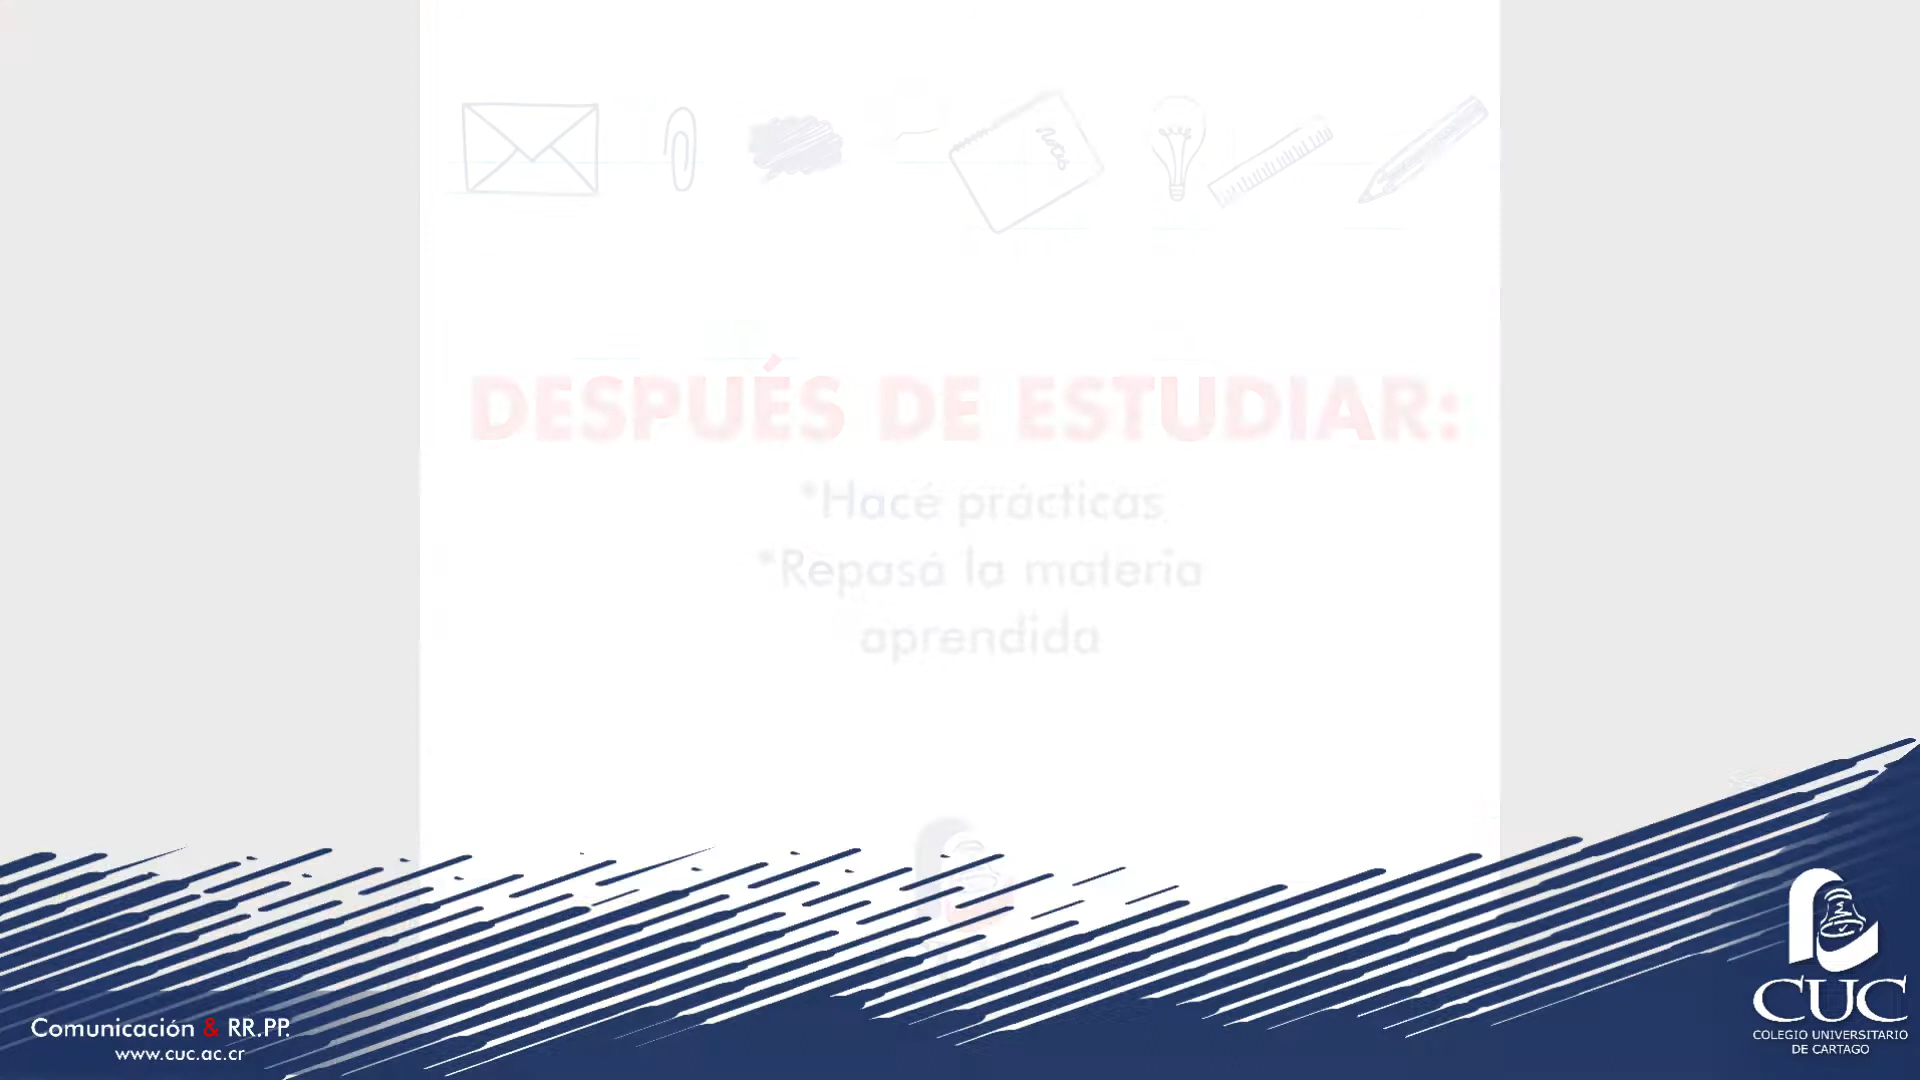 Notas
DESPUÉS DE ESTUDIAR:
*Hacé prácticas
*Repasá la materia
aprendida
Comunicación & RR.PP.
www.cuc.ac.cr
CUC
COLEGIO UNIVERSITARIO
DE CARTAGO